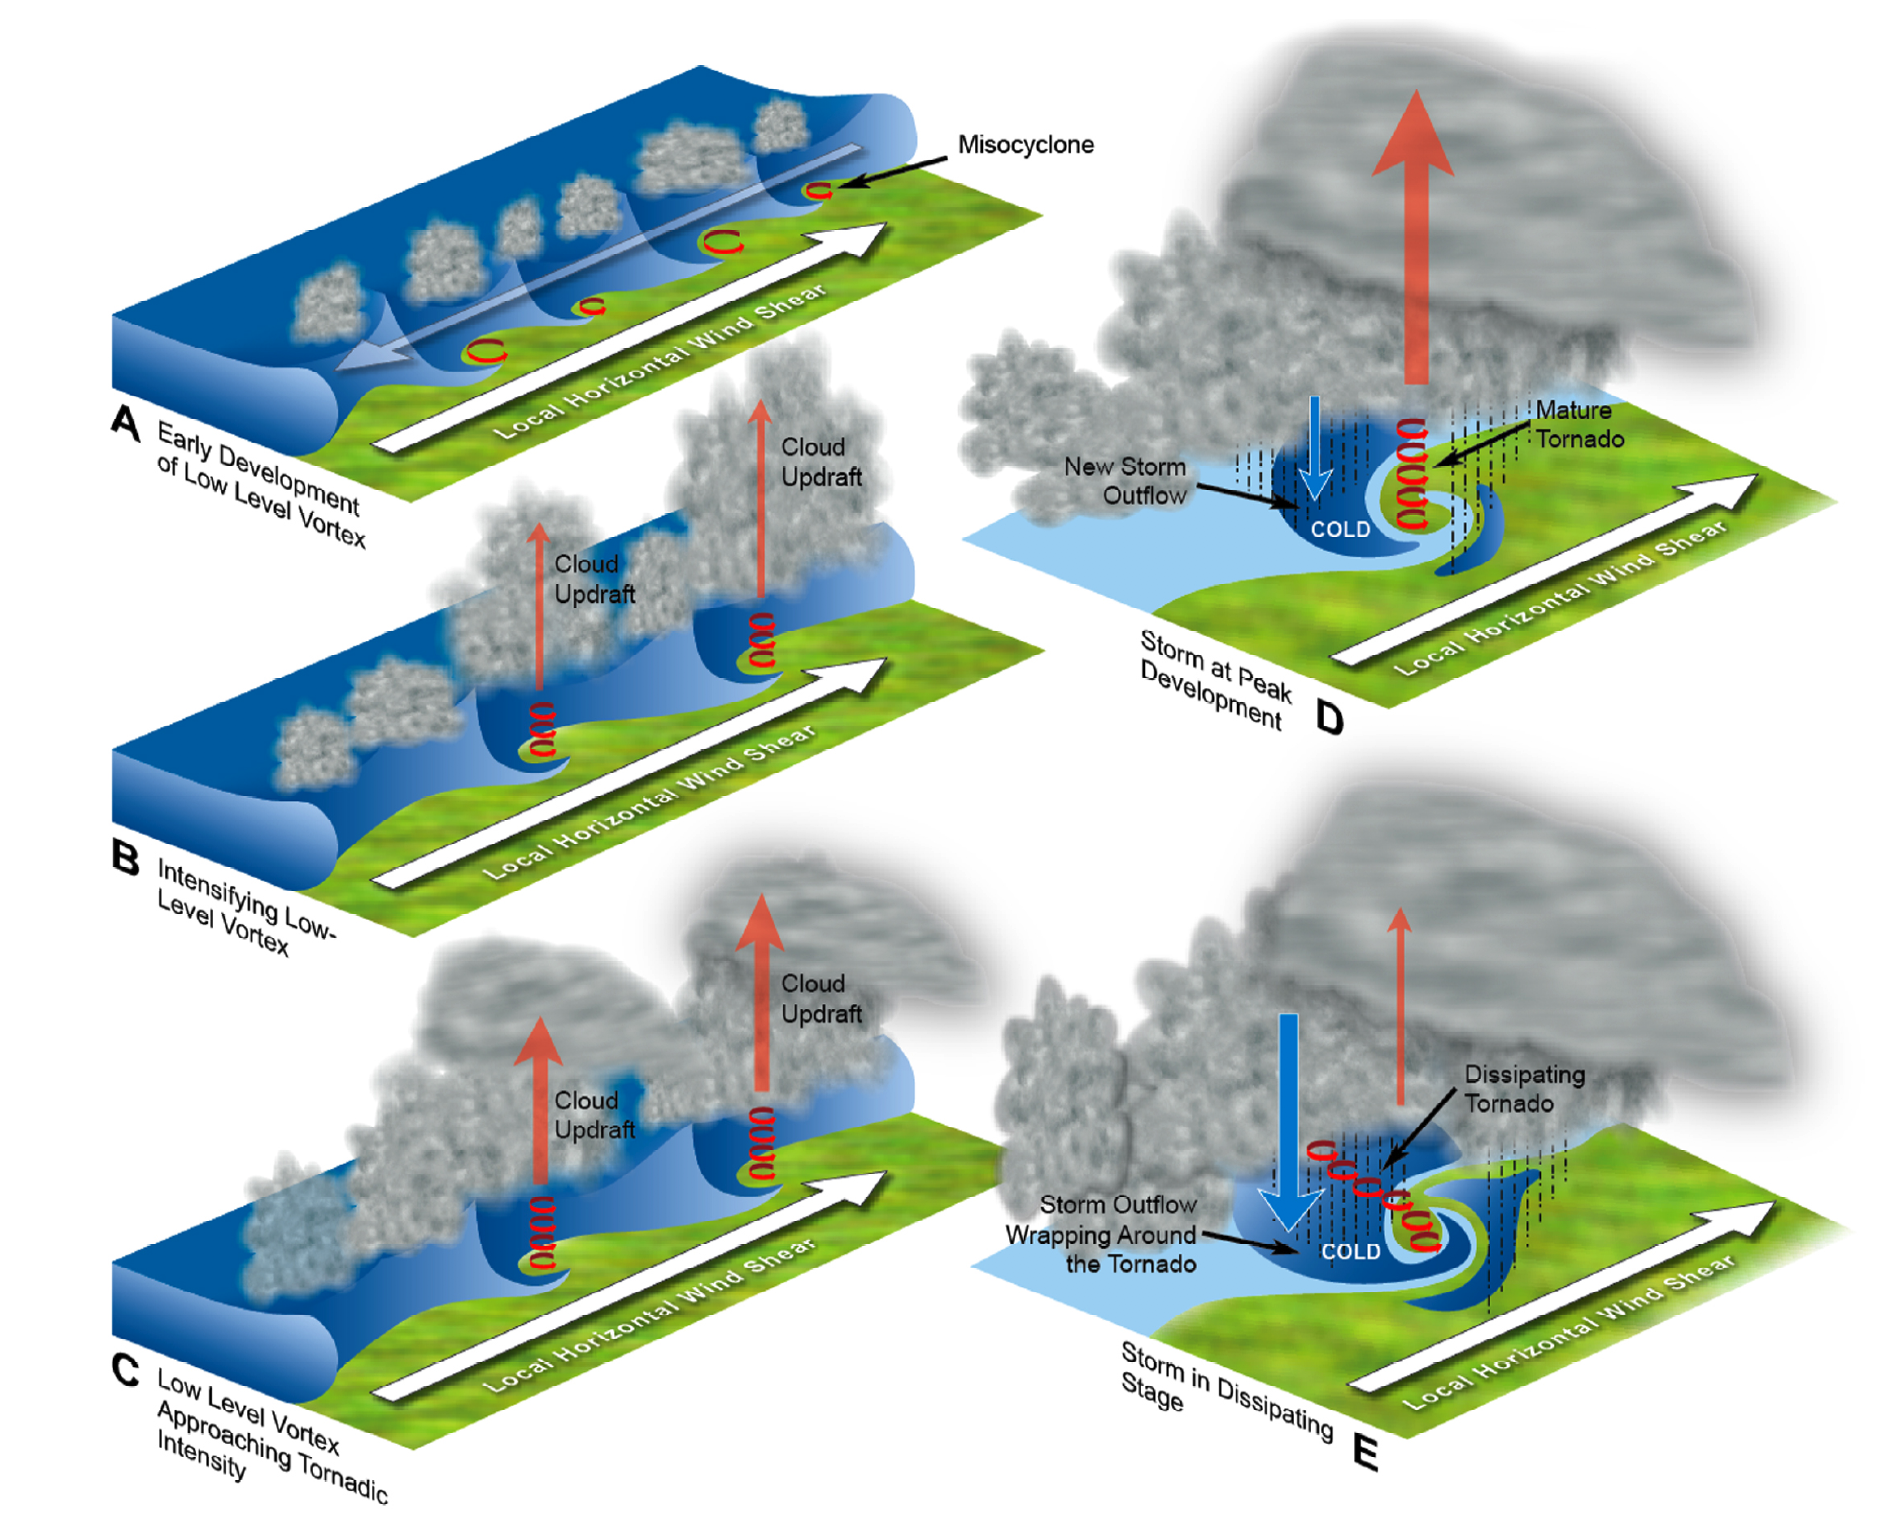 Misocyclone
Local Horizontal Wind Shear
A
Early Development
of Low Level Vortex
Cloud
Updraft
Cloud
Updraft
Local Horizontal Wind Shear
B
Intensifying Low-
Level Vortex
Cloud
Updraft
Cloud
Updraft
Local Horizontal Wind Shear
C
Low Level Vortex
Approaching Tornadic
Intensity
Mature
Tornado
New Storm
Outflow
COLD
Local Horizontal Wind Shear
Storm at Peak
Development
D
Dissipating
Tornado
Storm Outflow
Wrapping Around
the Tornado
COLD
Local Horizontal Wind Shear
Storm in Dissipating
Stage
E